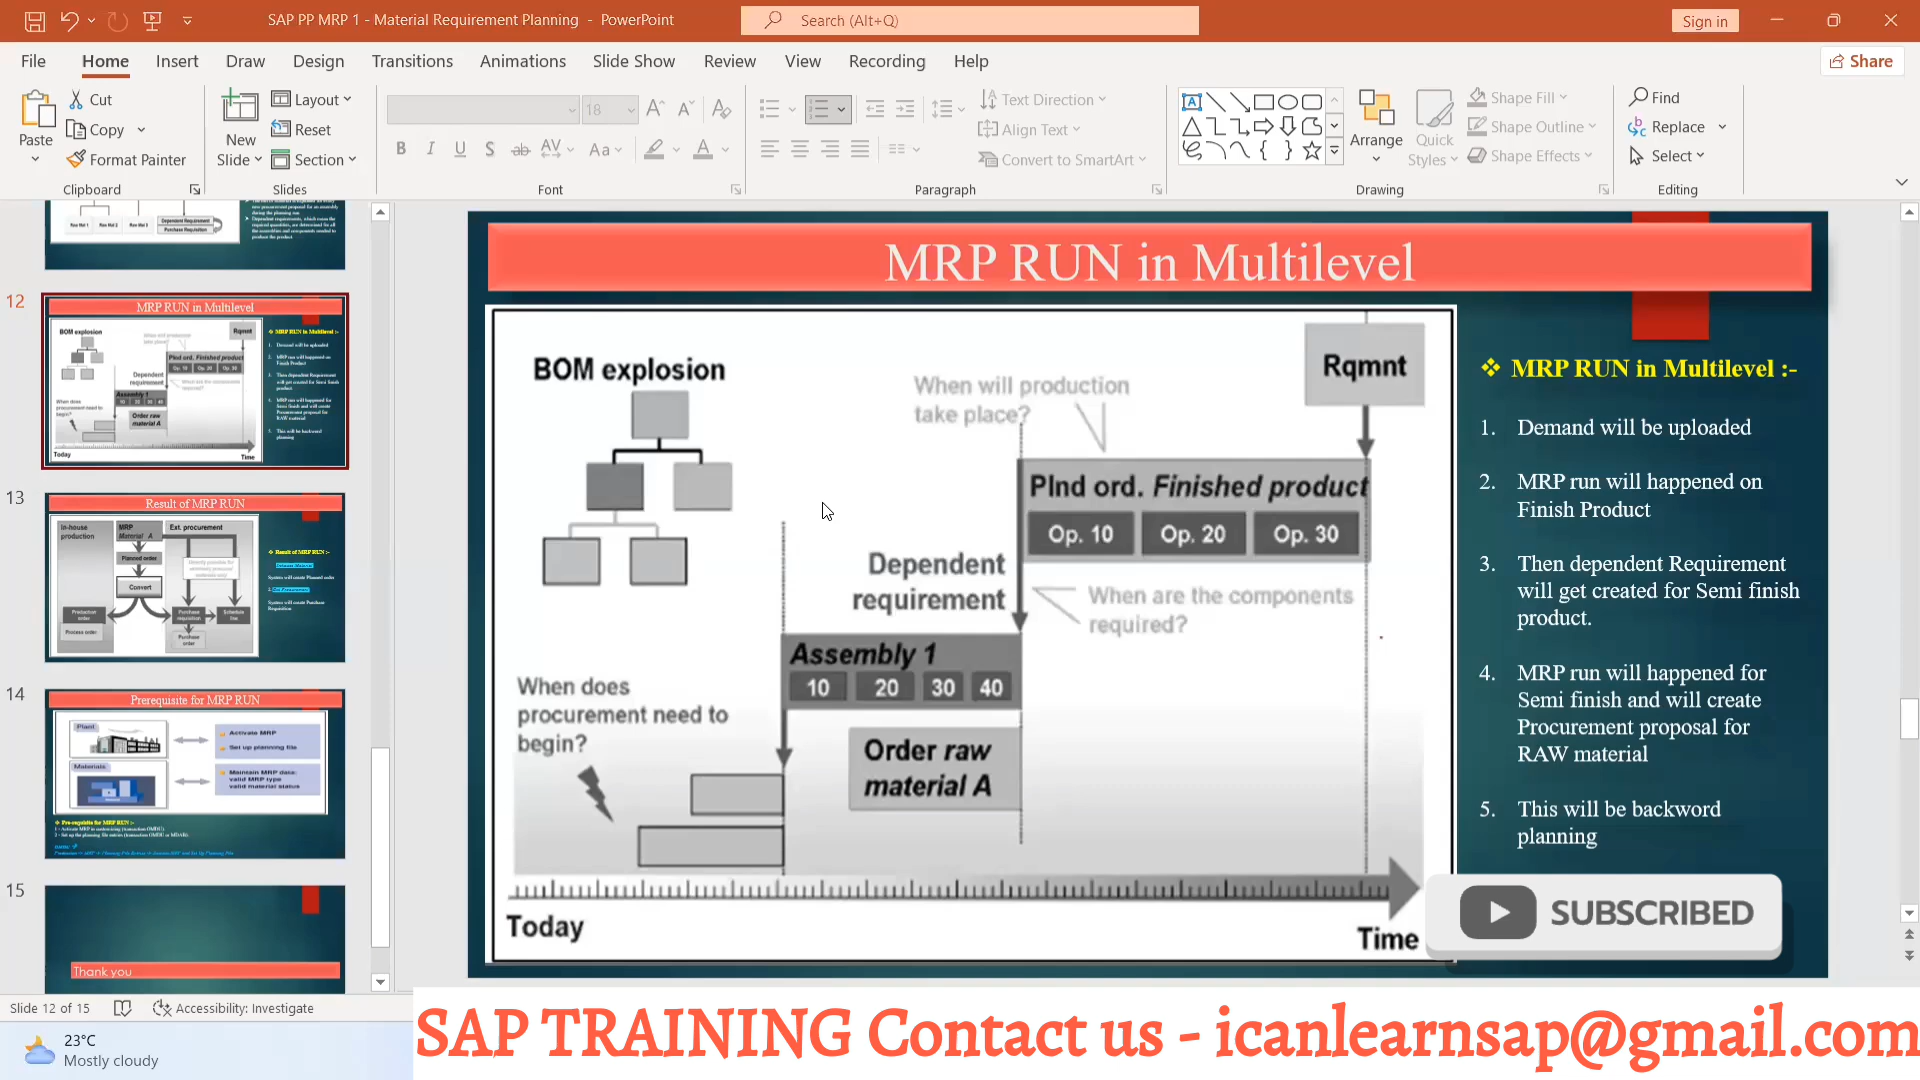 SAP PP MRP 1 - Material Requirement Planning - PowerPoint
Search (Alt+Q)
Sign in
File
Home
Insert
Draw
Design
Transitions
Animations
Slide Show
Review
View
Recording
Help
Share
Paste
Cut
Copy
Format Painter
Clipboard
New
Slide
Layout
Reset
Section
Slides
18
B
I
U
S
ab
AV
Aa
A
Font
Text Direction
Align Text
Convert to SmartArt
Paragraph
Arrange
Quick
Styles
Shape Fill
Shape Outline
Shape Effects
Drawing
Find
Replace
Select
Editing
12
MRP RUN in Multilevel
13
Result of MRP RUN
14
Prerequisite for MRP RUN
15
Thank you
MRP RUN in Multilevel
BOM explosion
When will production
take place?
Rqmnt
Plnd ord. Finished product
Op. 10
Op. 20
Op. 30
Dependent
requirement
When are the components
required?
Assembly 1
10
20
30
40
When does
procurement need to
begin?
Order raw
material A
Today
Time
❖ MRP RUN in Multilevel :-
1. Demand will be uploaded
2. MRP run will happened on
Finish Product
3. Then dependent Requirement
will get created for Semi finish
product.
4. MRP run will happened for
Semi finish and will create
Procurement proposal for
RAW material
5. This will be backword
planning
SUBSCRIBED
Slide 12 of 15
Accessibility: Investigate
23°C
Mostly cloudy
SAP TRAINING Contact us - icanlearnsap@gmail.com